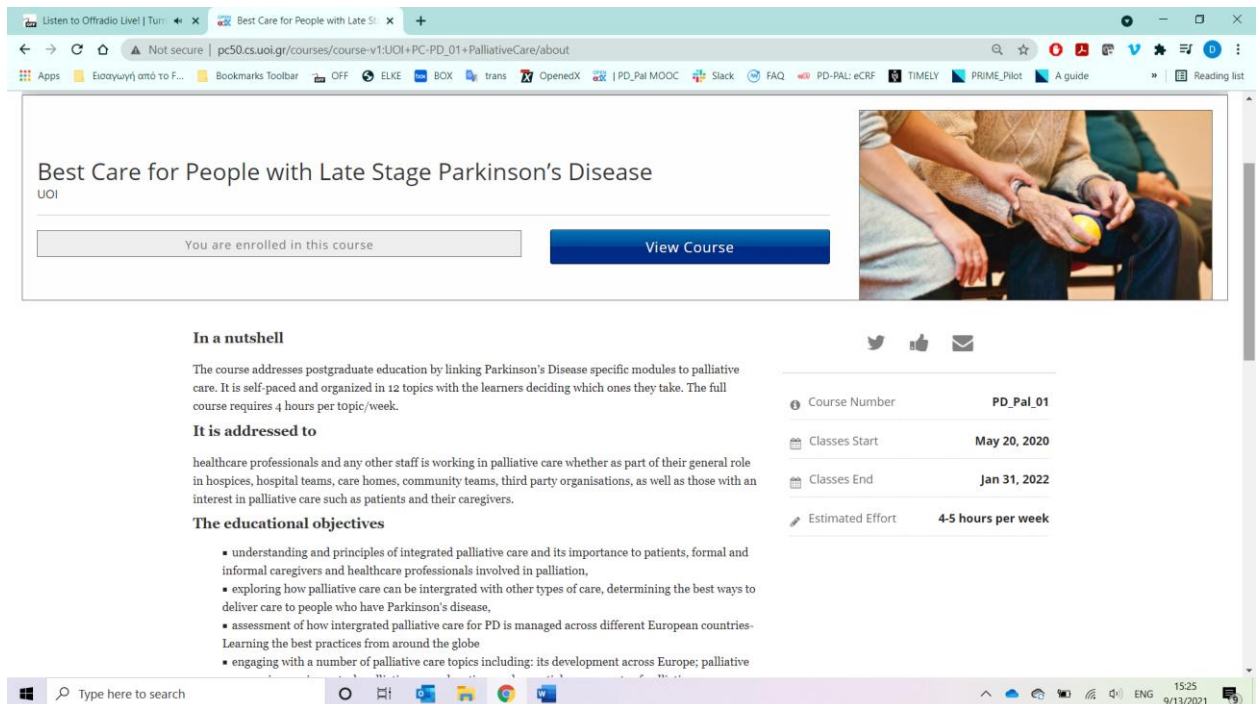 Listen to Offradio Live! | Turn
Best Care for People with Late St
Not secure | pc50.cs.uoi.gr/courses/course-v1:UOI+PC-PD_01+PalliativeCare/about
Apps Εισαγωγή από το F... Bookmarks Toolbar OFF ELKE BOX trans OpenedX | PD_Pal MOOC Slack FAQ PD-PAL: eCRF TIMELY PRIME_Pilot A guide » Reading list
Best Care for People with Late Stage Parkinson's Disease
UOI
You are enrolled in this course
View Course
In a nutshell
The course addresses postgraduate education by linking Parkinson's Disease specific modules to palliative
care. It is self-paced and organized in 12 topics with the learners deciding which ones they take. The full
course requires 4 hours per topic/week.
It is addressed to
healthcare professionals and any other staff is working in palliative care whether as part of their general role
in hospices, hospital teams, care homes, community teams, third party organisations, as well as those with an
interest in palliative care such as patients and their caregivers.
The educational objectives
▪ understanding and principles of integrated palliative care and its importance to patients, formal and
informal caregivers and healthcare professionals involved in palliation,
▪ exploring how palliative care can be intergrated with other types of care, determining the best ways to
deliver care to people who have Parkinson's disease,
▪ assessment of how intergrated palliative care for PD is managed across different European countries-
Learning the best practices from around the globe
▪ engaging with a number of palliative care topics including: its development across Europe; palliative
Course Number PD_Pal_01
Classes Start May 20, 2020
Classes End Jan 31, 2022
Estimated Effort 4-5 hours per week
Type here to search
ENG
15:25
9/13/2021